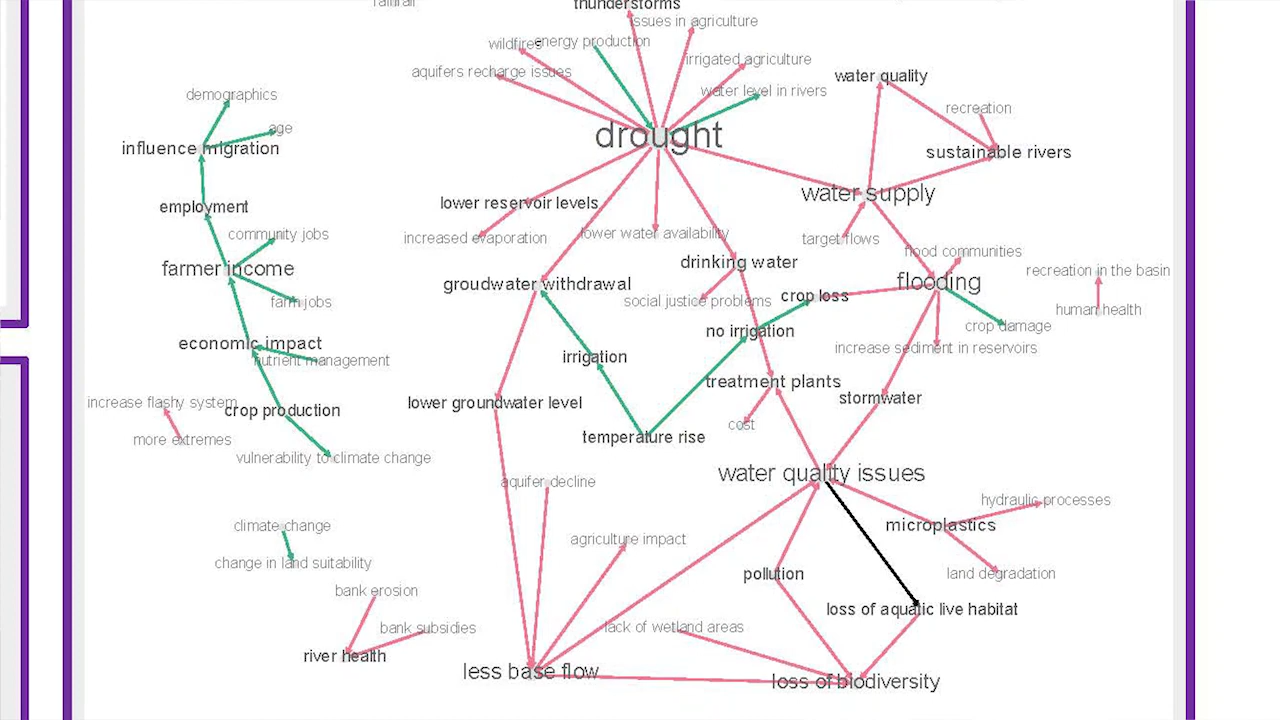 rainfall
thunderstorms
issues in agriculture
wildfires
energy production
irrigated agriculture
aquifers recharge issues
water quality
water level in rivers
demographics
recreation
age
drought
influence migration
sustainable rivers
water supply
lower reservoir levels
employment
community jobs
increased evaporation
lower water availability
target flows
flood communities
drinking water
farmer income
recreation in the basin
flooding
groudwater withdrawal
social justice problems
crop loss
farm jobs
human health
crop damage
no irrigation
economic impact
increase sediment in reservoirs
irrigation
nutrient management
treatment plants
stormwater
increase flashy system
lower groundwater level
crop production
cost
more extremes
temperature rise
vulnerability to climate change
water quality issues
aquifer decline
hydraulic processes
climate change
microplastics
agriculture impact
change in land suitability
pollution
land degradation
bank erosion
loss of aquatic live habitat
bank subsidies
lack of wetland areas
river health
less base flow
loss of biodiversity